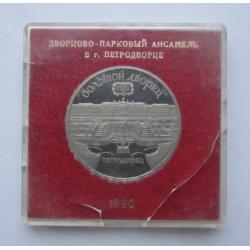 ДВОРЦОВО-ПАРКОВЫЙ АНСАМБЛЬ
В г. ПЕТРОДВОРЦЕ
БОЛЬШОЙ ДВОРЕЦ
ПЕТРОДВОРЕЦ
1990